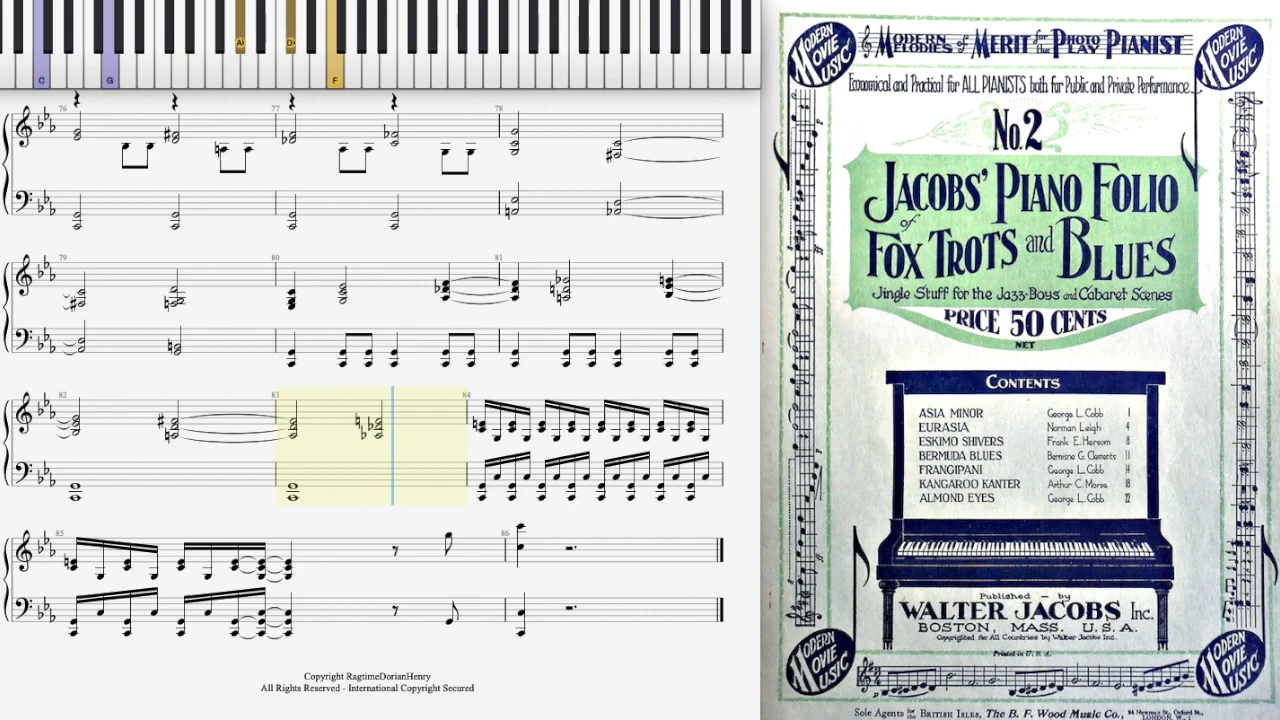 A♭
D♭
C
G
F
76
77
78
79
80
81
82
83
84
85
86
Copyright RagtimeDorianHenry
All Rights Reserved - International Copyright Secured
MODERN MOVIE MUSIC
MODERN MELODIES of MERIT for the PHOTO PLAY PIANIST
MODERN MOVIE MUSIC
Economical and Practical for ALL PIANISTS both for Public and Private Performance
No. 2
JACOBS' PIANO FOLIO
of
FOX TROTS and BLUES
Jingle Stuff for the Jazz-Boys and Cabaret Scenes
PRICE 50 CENTS
NET
CONTENTS
ASIA MINOR George L. Cobb 1
EURASIA Norman Leigh 4
ESKIMO SHIVERS Frank E. Hersom 8
BERMUDA BLUES Bernisne G. Clements 11
FRANGIPANI George L. Cobb 14
KANGAROO KANTER Arthur C. Morse 18
ALMOND EYES George L. Cobb 22
Published - by
WALTER JACOBS Inc.
BOSTON, MASS. U.S.A.
Copyrighted for All Countries by Walter Jacobs Inc.
Printed in U.S.A.
MODERN MOVIE MUSIC
MODERN MOVIE MUSIC
Sole Agents for the BRITISH ISLES, The B. F. Wood Music Co., 84 Newman St., Oxford St., LONDON, W.